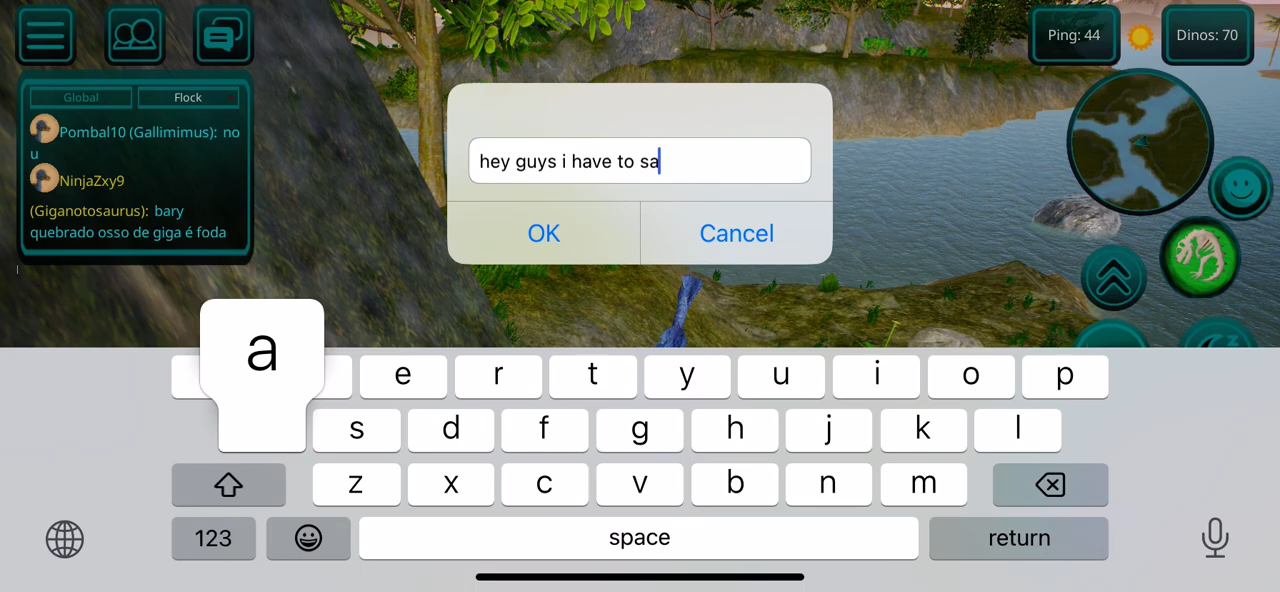 Ping: 44
Dinos: 70
Global
Flock
Pombal10 (Gallimimus): no
u
NinjaZxy9
(Giganotosaurus): bary
quebrado osso de giga é foda
hey guys i have to sa
OK
Cancel
a
e r t y u i o p
s d f g h j k l
z x c v b n m
123
space
return